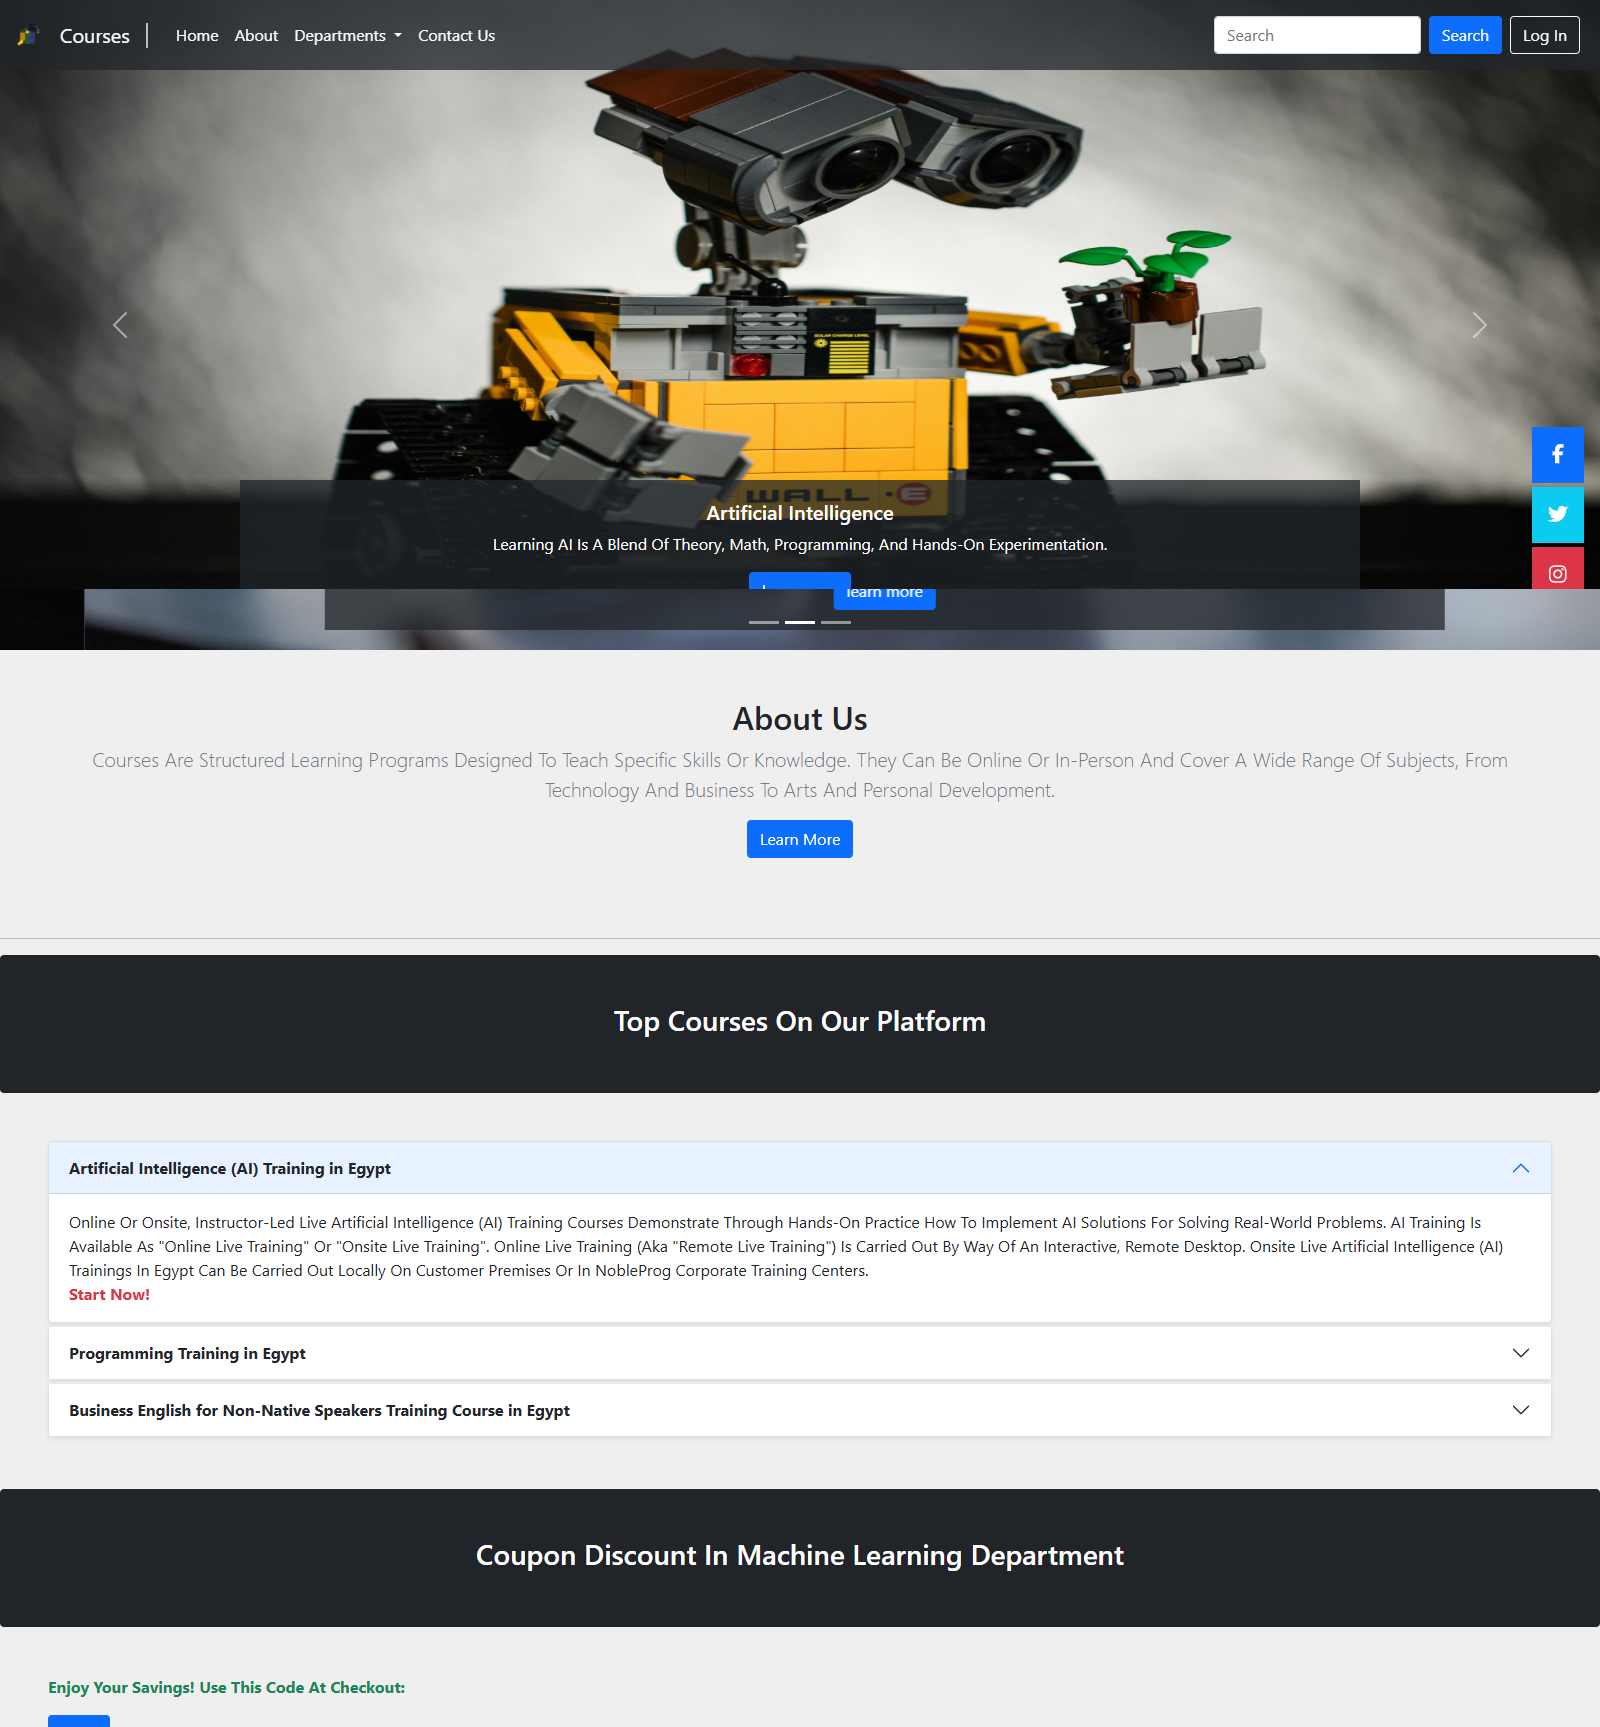 Courses
Home About Departments Contact Us
Search
Search
Log In
SOLAR CHARGE LEVEL
WALL·E
Artificial Intelligence
Learning AI Is A Blend Of Theory, Math, Programming, And Hands-On Experimentation.
learn more
About Us
Courses Are Structured Learning Programs Designed To Teach Specific Skills Or Knowledge. They Can Be Online Or In-Person And Cover A Wide Range Of Subjects, From
Technology And Business To Arts And Personal Development.
Learn More
Top Courses On Our Platform
Artificial Intelligence (AI) Training in Egypt
Online Or Onsite, Instructor-Led Live Artificial Intelligence (AI) Training Courses Demonstrate Through Hands-On Practice How To Implement AI Solutions For Solving Real-World Problems. AI Training Is
Available As "Online Live Training" Or "Onsite Live Training". Online Live Training (Aka "Remote Live Training") Is Carried Out By Way Of An Interactive, Remote Desktop. Onsite Live Artificial Intelligence (AI)
Trainings In Egypt Can Be Carried Out Locally On Customer Premises Or In NobleProg Corporate Training Centers.
Start Now!
Programming Training in Egypt
Business English for Non-Native Speakers Training Course in Egypt
Coupon Discount In Machine Learning Department
Enjoy Your Savings! Use This Code At Checkout: